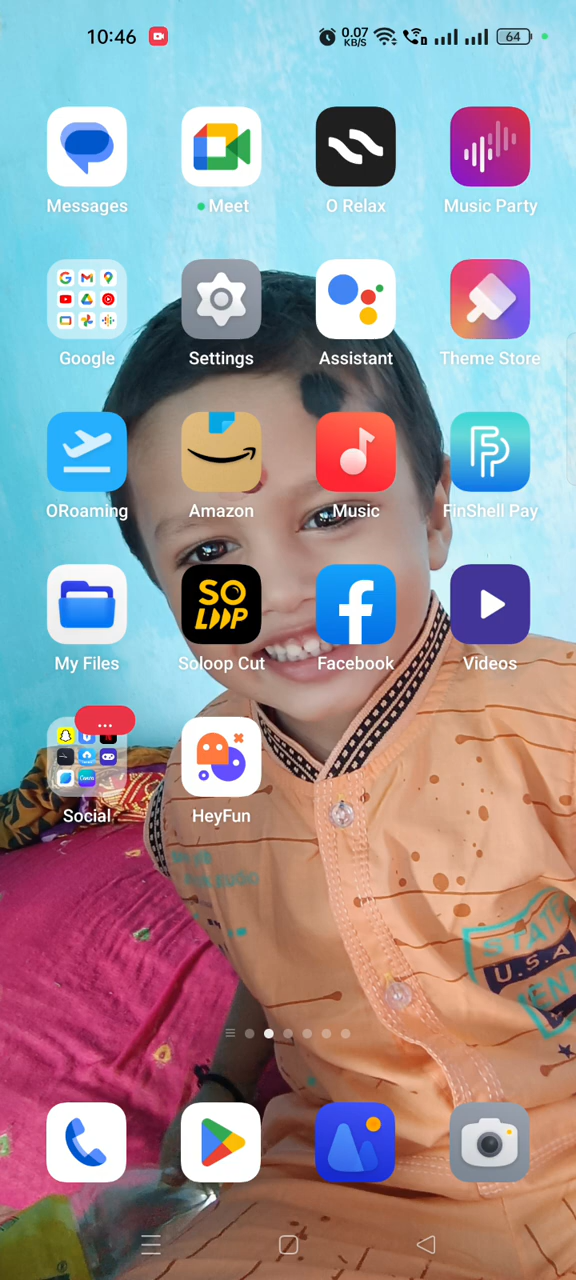 10:46
0.07
KB/S
64
Messages
Meet
O Relax
Music Party
Google
Settings
Assistant
Theme Store
ORoaming
Amazon
Music
FinShell Pay
My Files
SO
LOOP
Soloop Cut
Facebook
Videos
...
Social
HeyFun
STATE
U.S.A